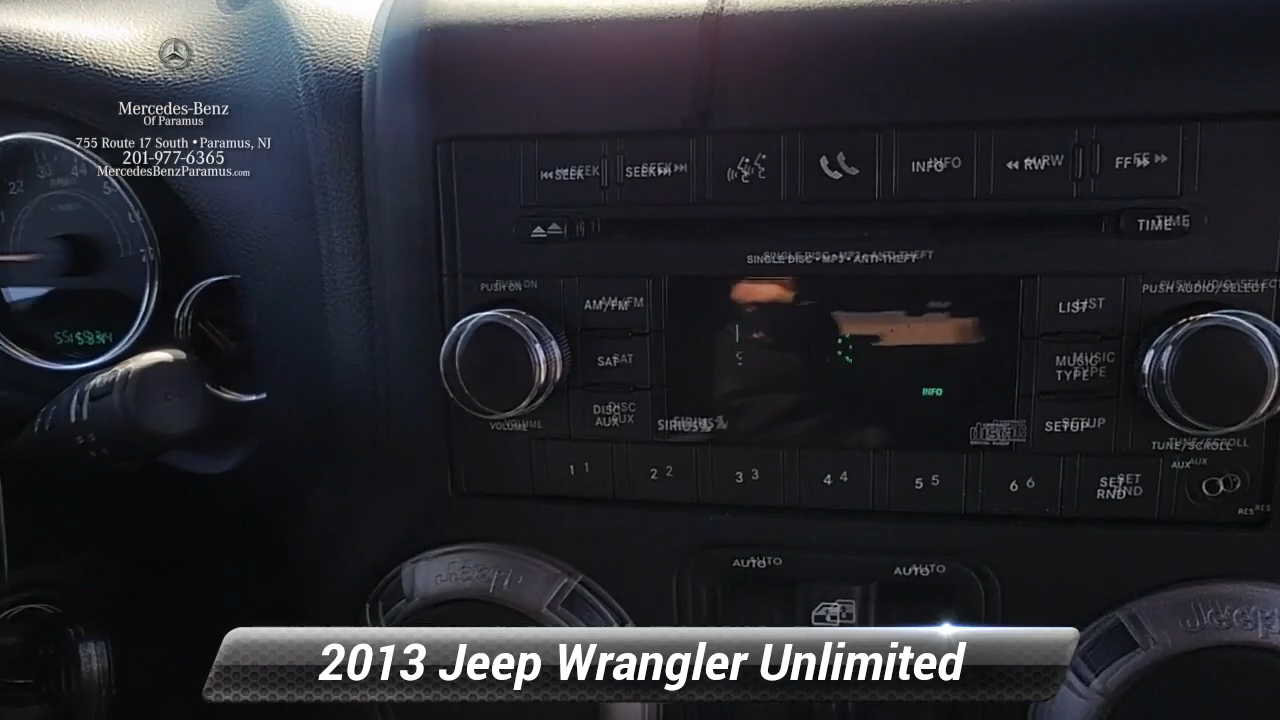 Mercedes-Benz
Of Paramus
755 Route 17 South • Paramus, NJ
201-977-6365
MercedesBenzParamus.com
SEEK SEEK INFO RW FF
TIME
SINGLE DISC • MP3 • ANTI-THEFT
PUSH ON
PUSH AUDIO/SELECT
AM/FM
LIST
SAT
MUSIC
TYPE
DISC
AUX
INFO
SIRIUS
disc
SETUP
VOLUME
TUNE/SCROLL
AUX
1 2 3 4 5 6
SET
RND
RES
AUTO AUTO
Jeep
Jeep
2013 Jeep Wrangler Unlimited